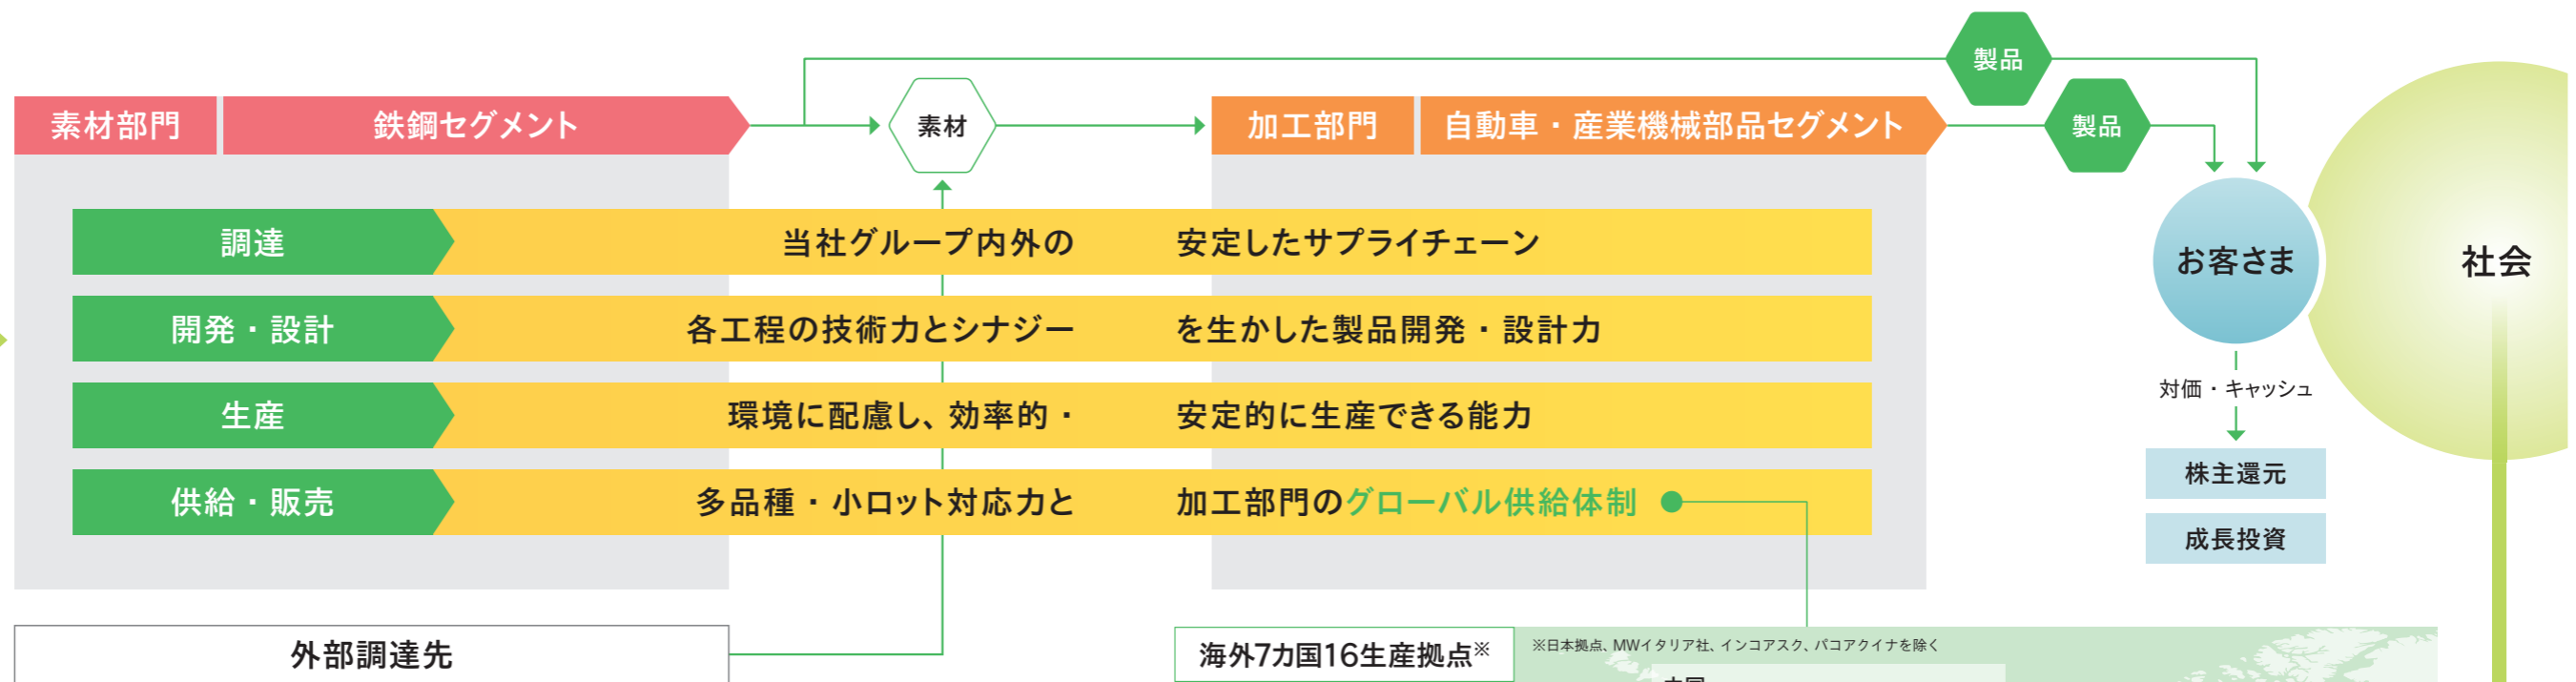 製品
製品
素材部門 鉄鋼セグメント
素材
加工部門 自動車・産業機械部品セグメント
調達 当社グループ内外の 安定したサプライチェーン
開発・設計 各工程の技術力とシナジー を生かした製品開発・設計力
生産 環境に配慮し、効率的・ 安定的に生産できる能力
供給・販売 多品種・小ロット対応力と 加工部門のグローバル供給体制
お客さま
社会
対価・キャッシュ
株主還元
成長投資
外部調達先
海外7カ国16生産拠点※
※日本拠点、MWイタリア社、インコアスク、パコアクイナを除く